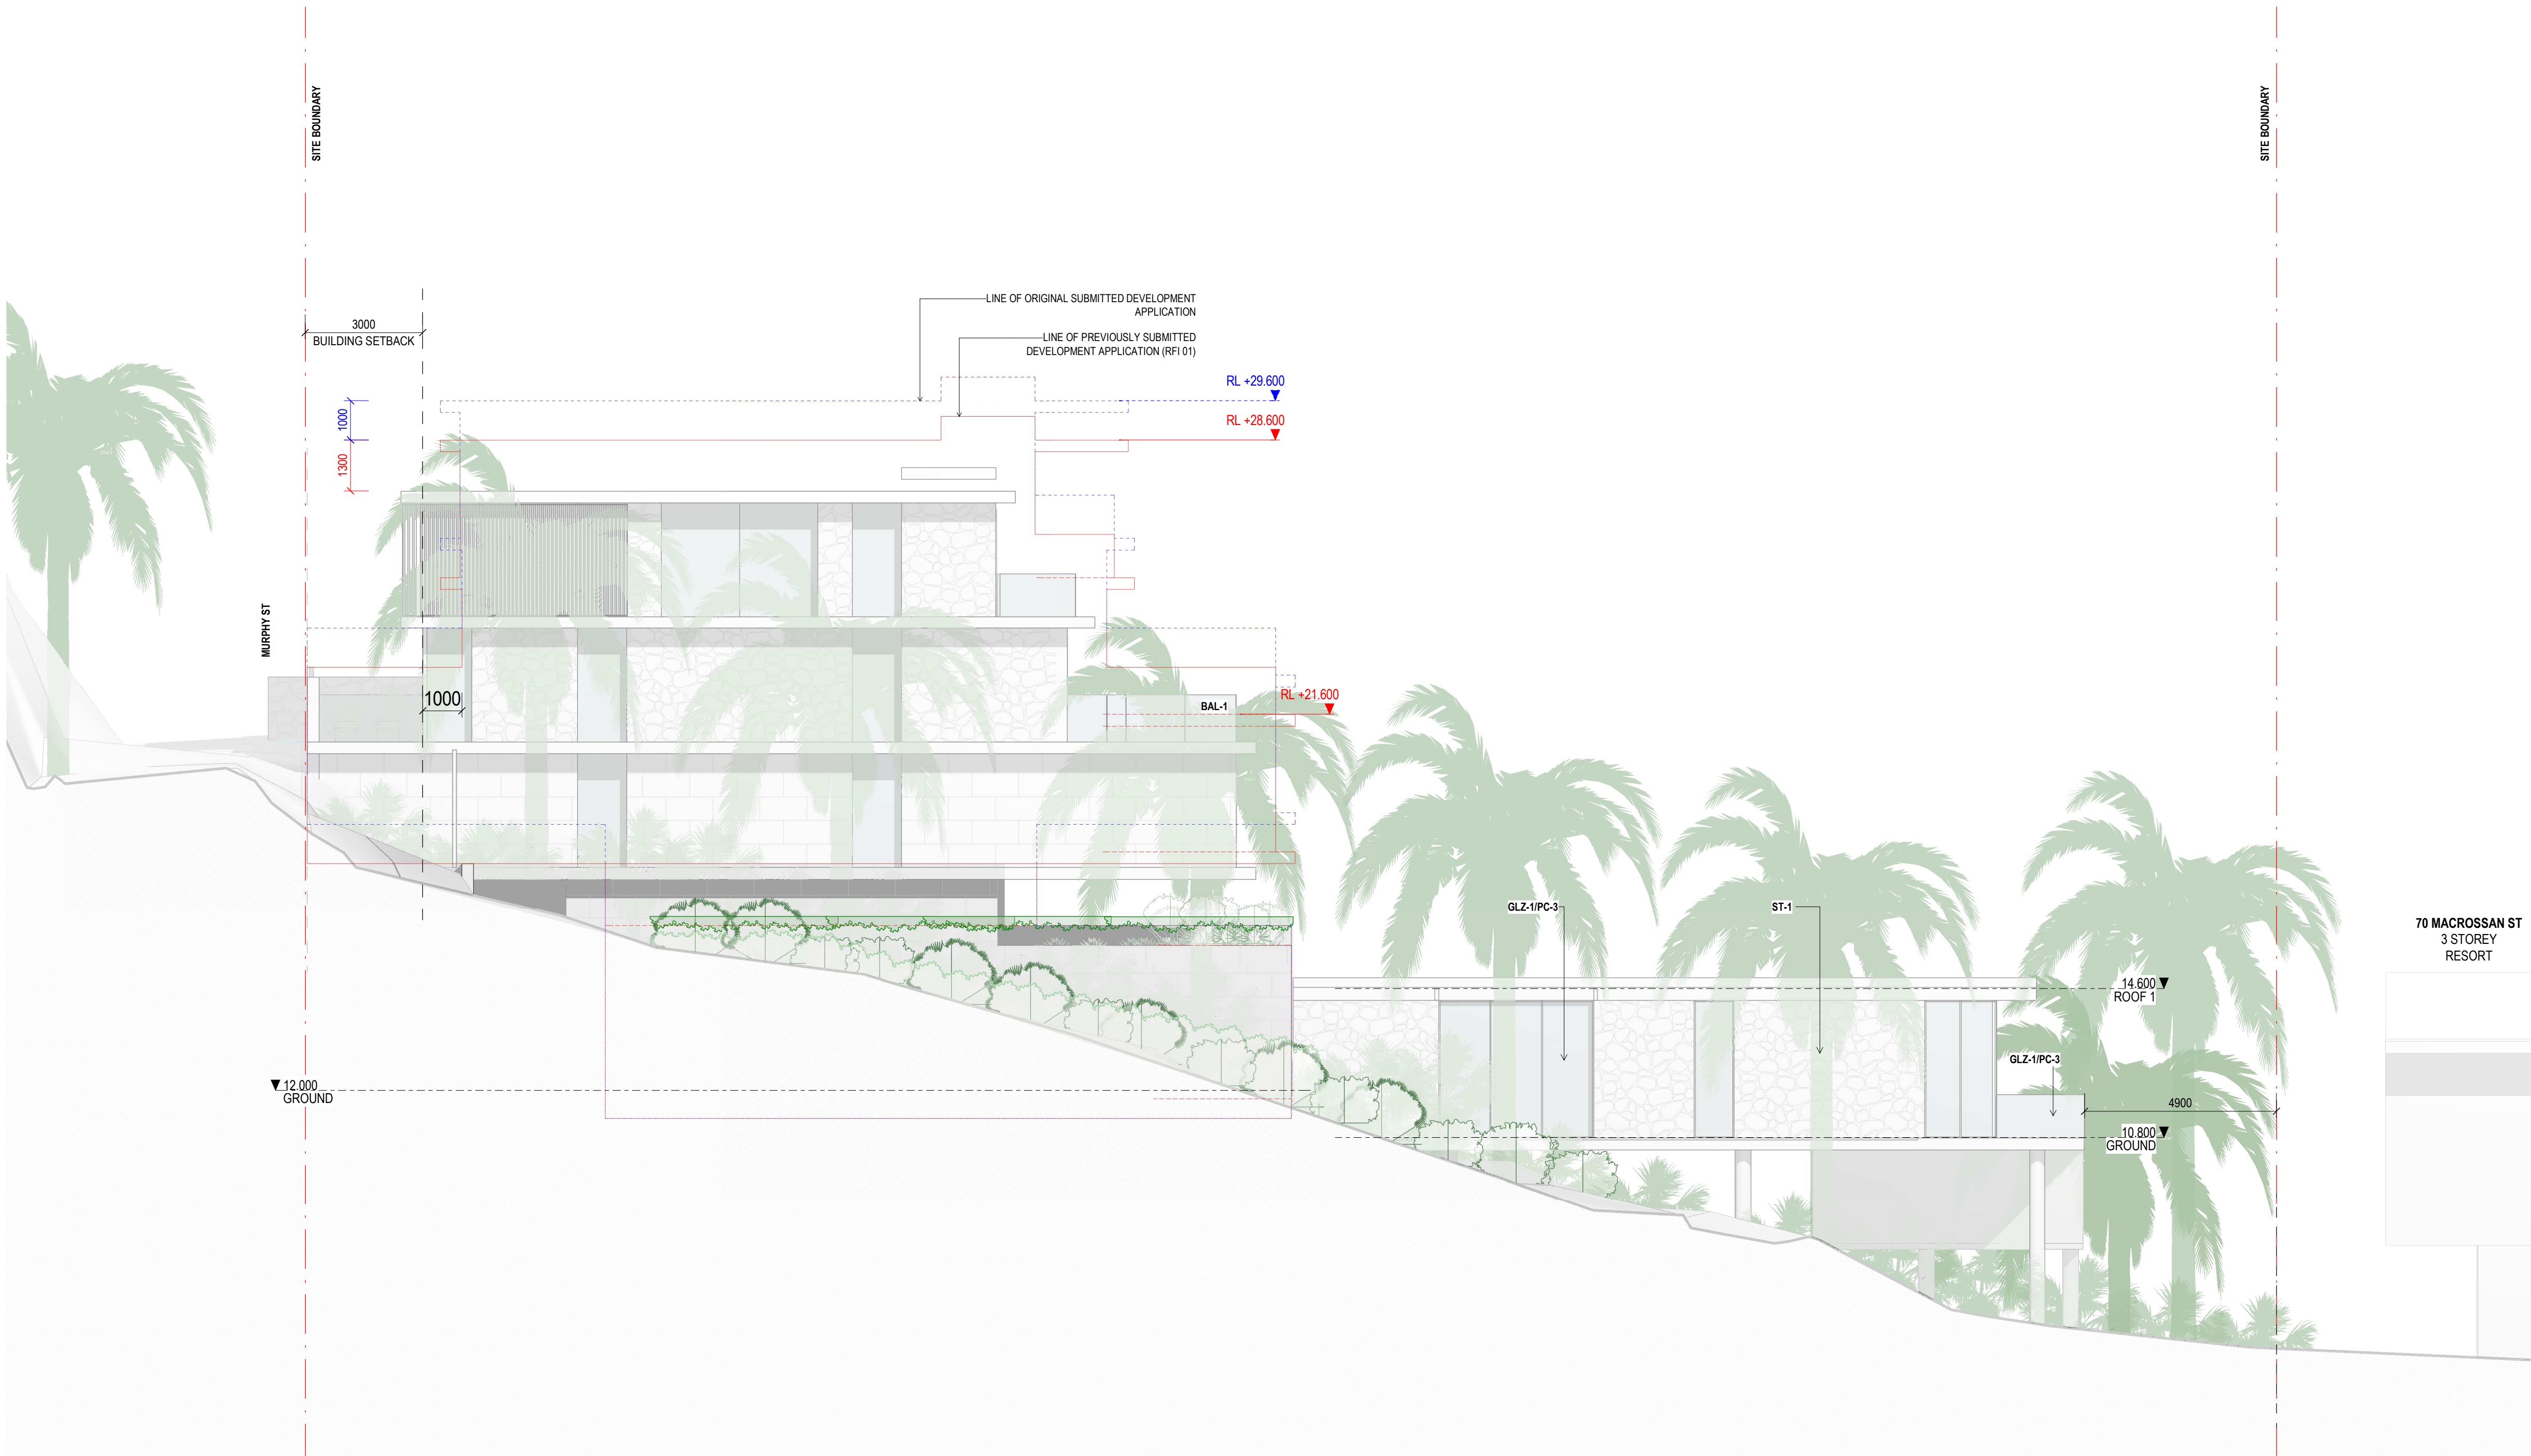 SITE BOUNDARY
SITE BOUNDARY
LINE OF ORIGINAL SUBMITTED DEVELOPMENT
APPLICATION
3000
BUILDING SETBACK
LINE OF PREVIOUSLY SUBMITTED
DEVELOPMENT APPLICATION (RFI 01)
RL +29.600
1000
RL +28.600
1300
MURPHY ST
1000
RL +21.600
BAL-1
GLZ-1/PC-3
ST-1
70 MACROSSAN ST
3 STOREY
RESORT
14.600
ROOF 1
GLZ-1/PC-3
12.000
GROUND
4900
10.800
GROUND